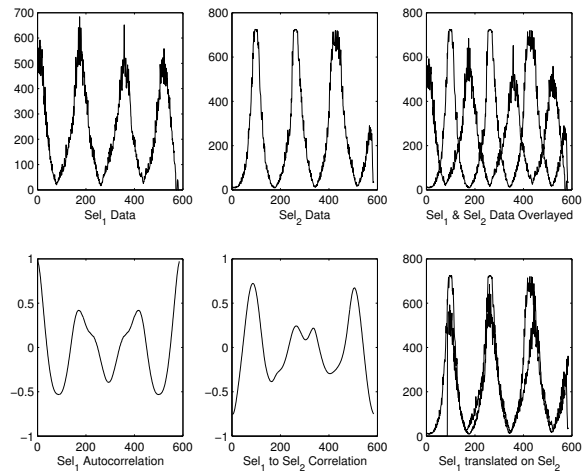 700
600
500
400
300
200
100
0
0 200 400 600
Sel1 Data
800
600
400
200
0
0 200 400 600
Sel2 Data
800
600
400
200
0
0 200 400 600
Sel1 & Sel2 Data Overlayed
1
0.5
0
−0.5
−1
0 200 400 600
Sel1 Autocorrelation
1
0.5
0
−0.5
−1
0 200 400 600
Sel1 to Sel2 Correlation
800
600
400
200
0
0 200 400 600
Sel1 translated on Sel2